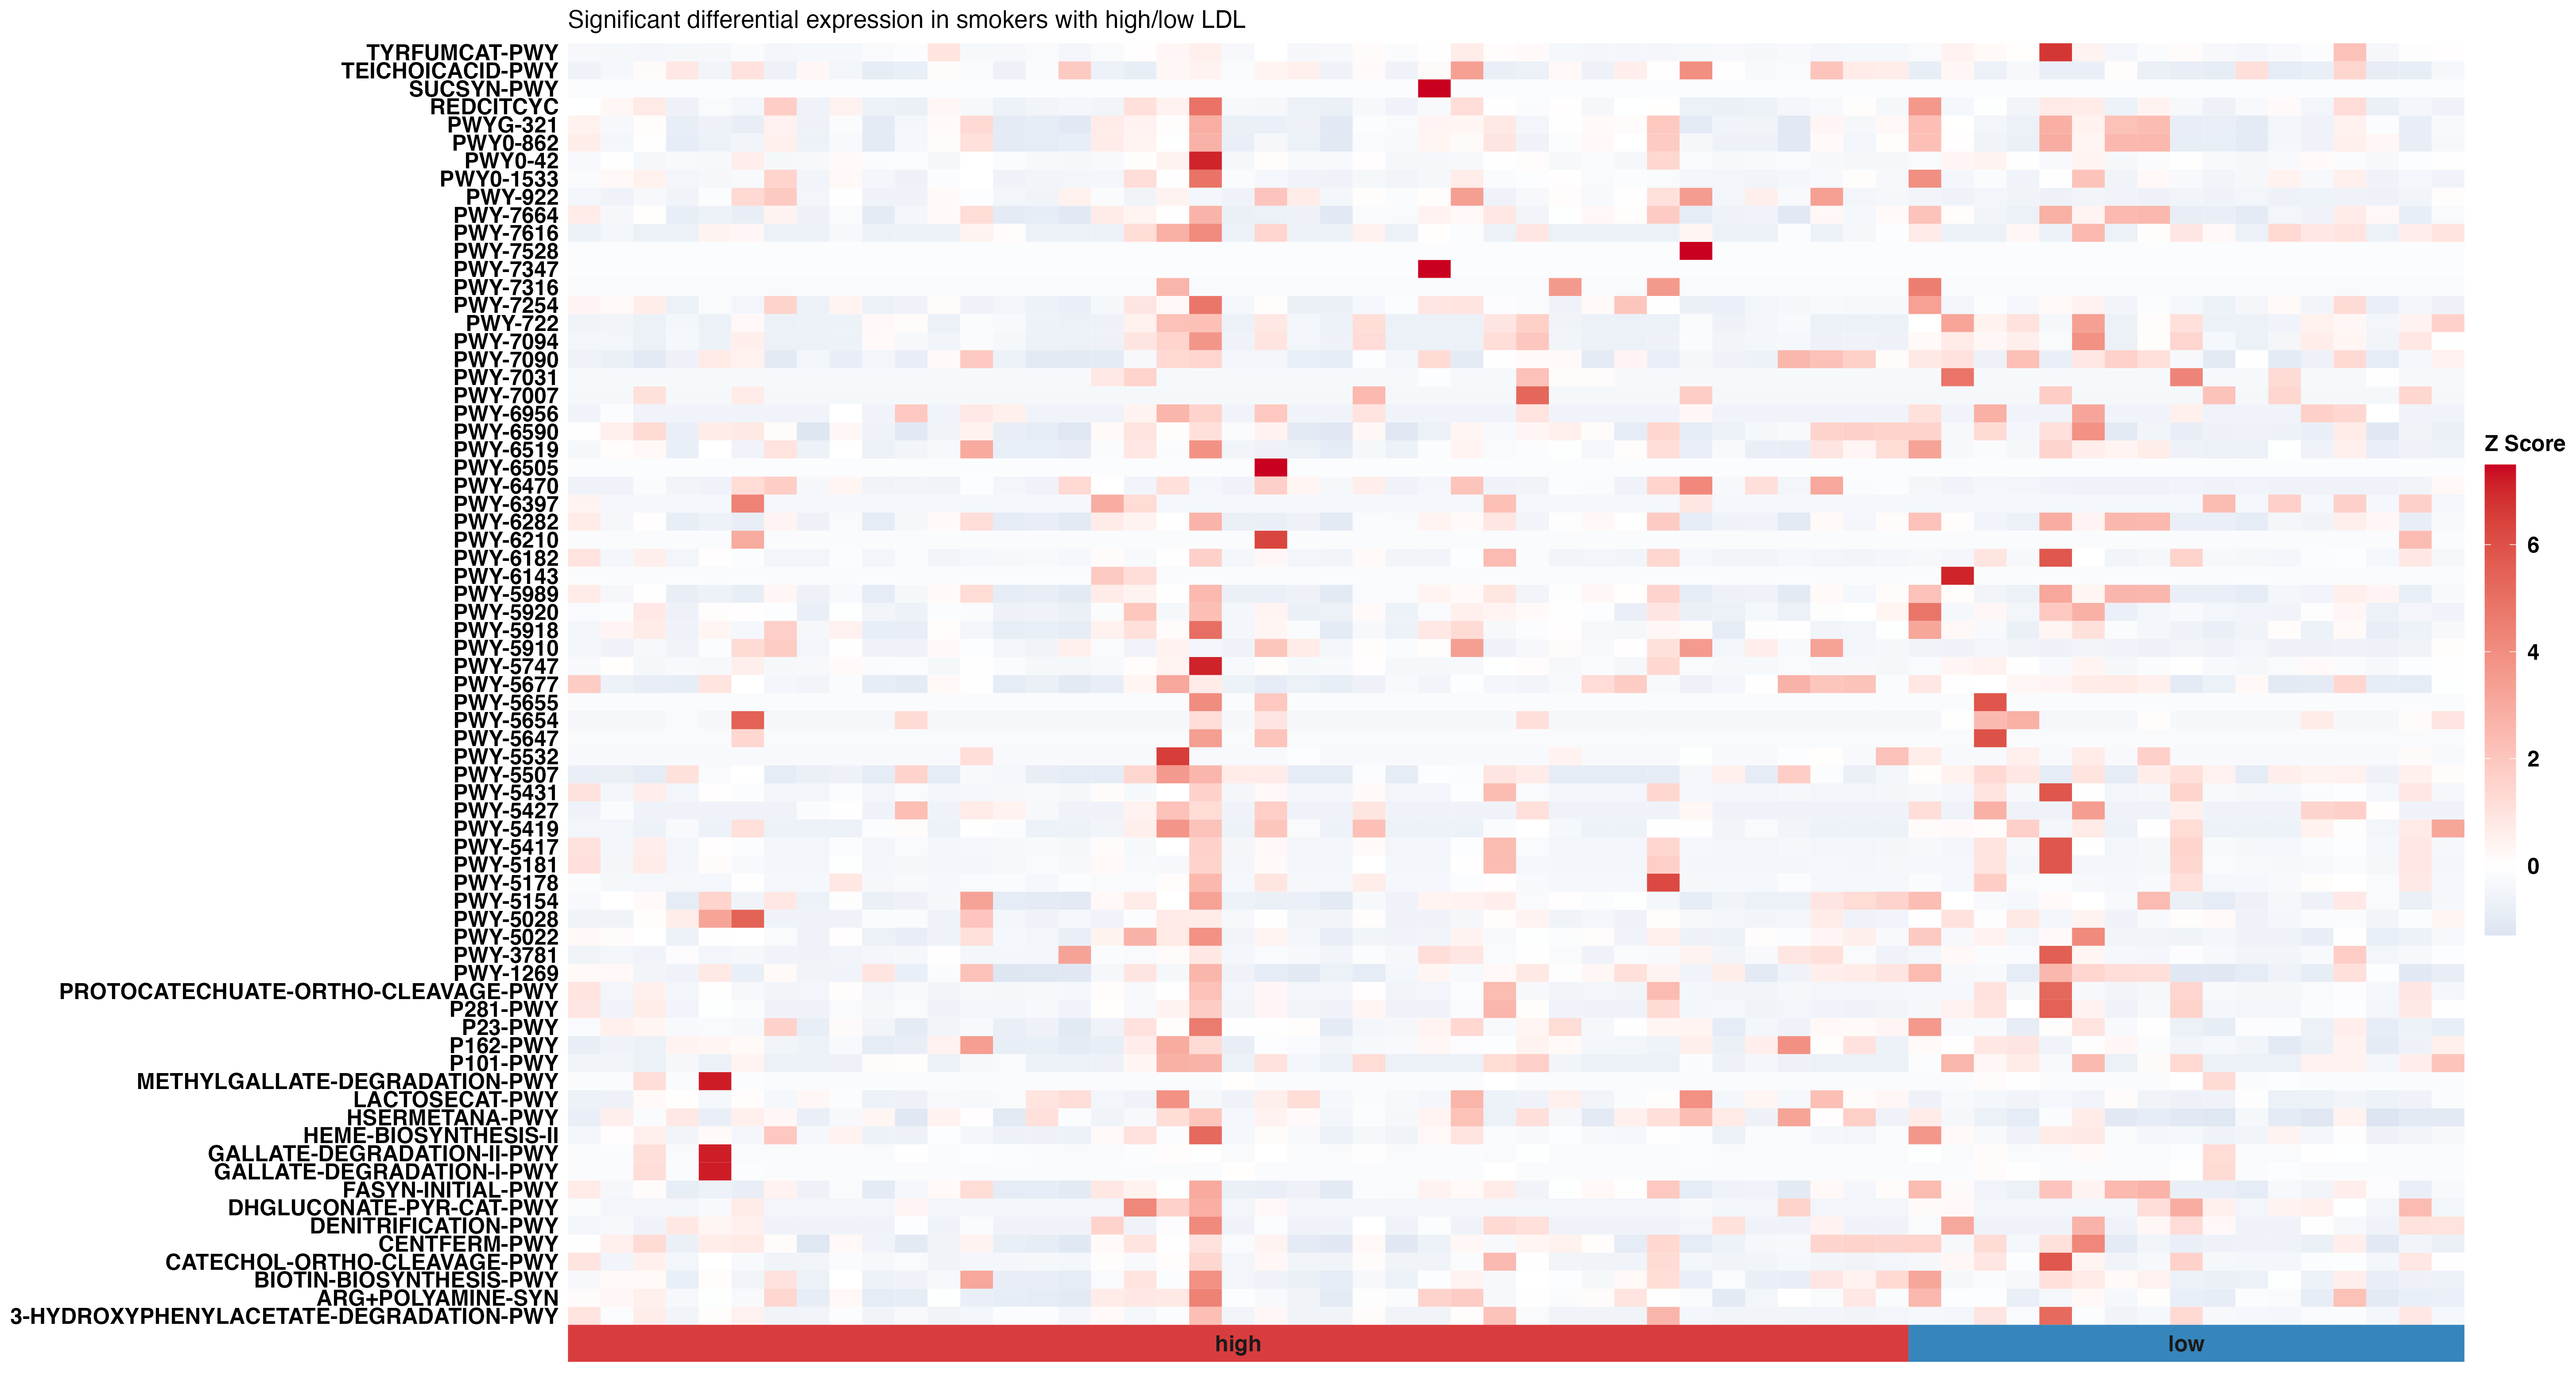 Significant differential expression in smokers with high/low LDL
TYRFUMCAT-PWY
TEICHOICACID-PWY
SUCSYN-PWY
REDCITCYC
PWYG-321
PWY0-862
PWY0-42
PWY0-1533
PWY-922
PWY-7664
PWY-7616
PWY-7528
PWY-7347
PWY-7316
PWY-7254
PWY-722
PWY-7094
PWY-7090
PWY-7031
PWY-7007
PWY-6956
PWY-6590
PWY-6519
PWY-6505
PWY-6470
PWY-6397
PWY-6282
PWY-6210
PWY-6182
PWY-6143
PWY-5989
PWY-5920
PWY-5918
PWY-5910
PWY-5747
PWY-5677
PWY-5655
PWY-5654
PWY-5647
PWY-5532
PWY-5507
PWY-5431
PWY-5427
PWY-5419
PWY-5417
PWY-5181
PWY-5178
PWY-5154
PWY-5028
PWY-5022
PWY-3781
PWY-1269
PROTOCATECHUATE-ORTHO-CLEAVAGE-PWY
P281-PWY
P23-PWY
P162-PWY
P101-PWY
METHYLGALLATE-DEGRADATION-PWY
LACTOSECAT-PWY
HSERMETANA-PWY
HEME-BIOSYNTHESIS-II
GALLATE-DEGRADATION-II-PWY
GALLATE-DEGRADATION-I-PWY
FASYN-INITIAL-PWY
DHGLUCONATE-PYR-CAT-PWY
DENITRIFICATION-PWY
CENTFERM-PWY
CATECHOL-ORTHO-CLEAVAGE-PWY
BIOTIN-BIOSYNTHESIS-PWY
ARG+POLYAMINE-SYN
3-HYDROXYPHENYLACETATE-DEGRADATION-PWY
high
low
Z Score
6
4
2
0